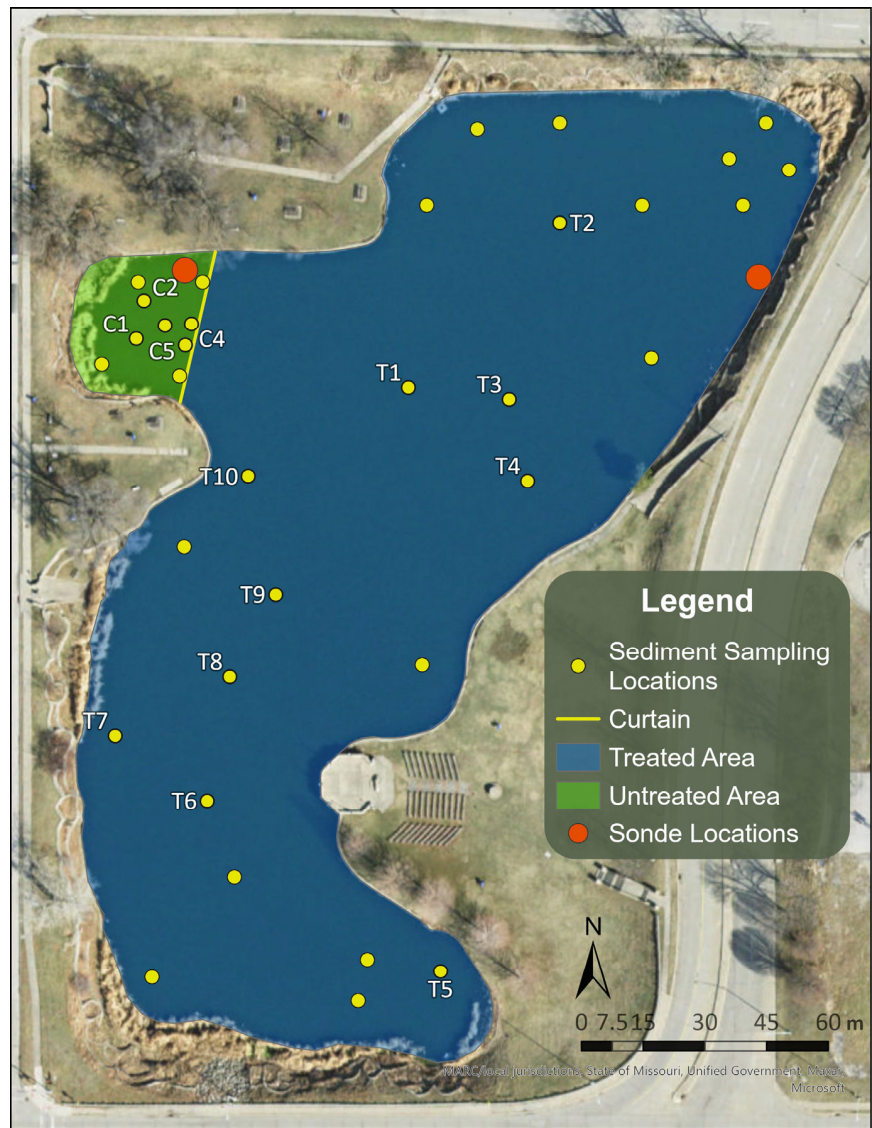 T2
C2
C1
C4
C5
T1
T3
T4
T10
T9
T8
T7
T6
T5
Legend
Sediment Sampling
Locations
Curtain
Treated Area
Untreated Area
Sonde Locations
N
0 7.515 30 45 60 m
MARC/local jurisdictions, State of Missouri, Unified Government, Maxar,
Microsoft